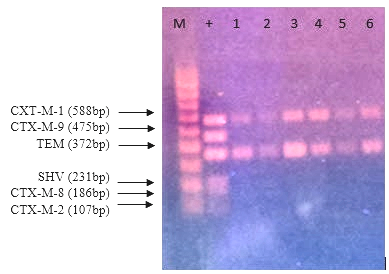 M + 1 2 3 4 5 6
CXT-M-1 (588bp)
CTX-M-9 (475bp)
TEM (372bp)
SHV (231bp)
CTX-M-8 (186bp)
CTX-M-2 (107bp)